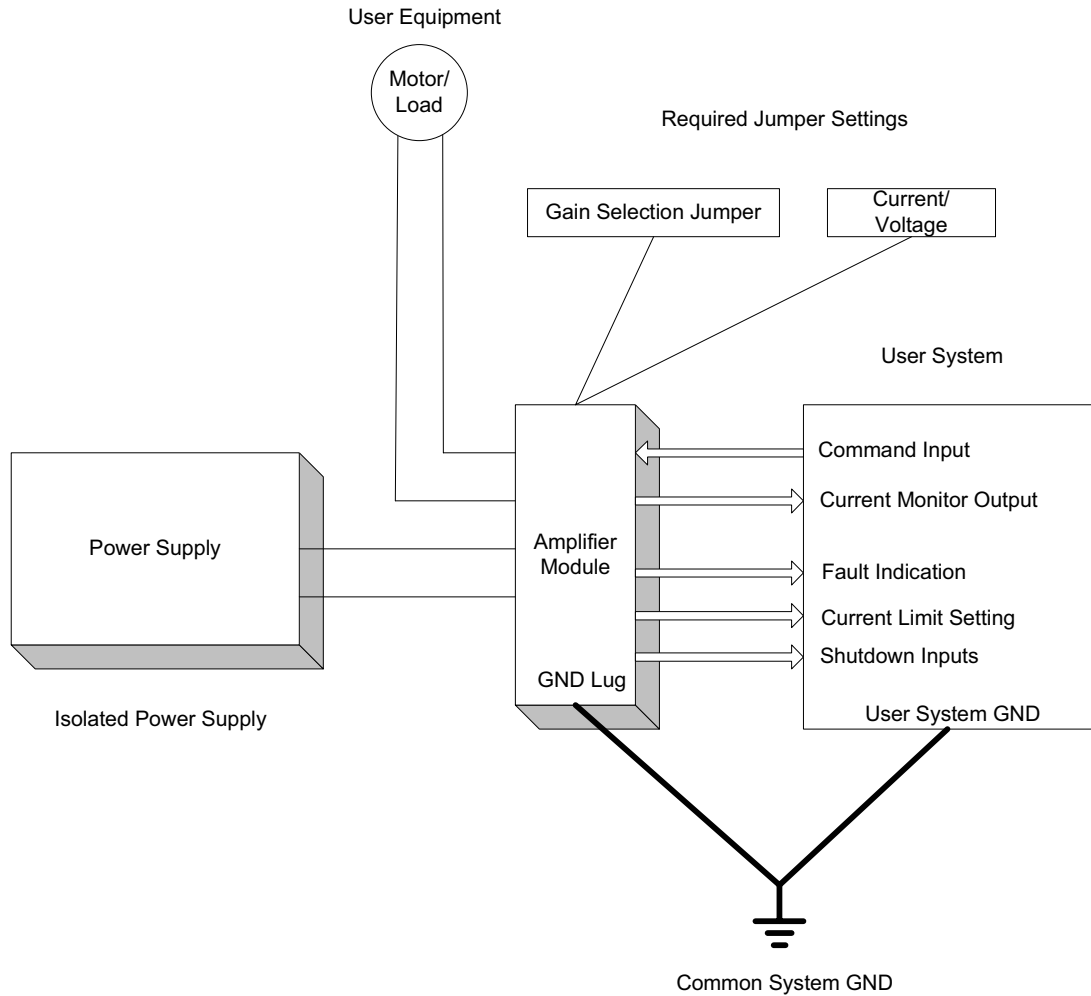 User Equipment
Motor/
Load
Required Jumper Settings
Gain Selection Jumper
Current/
Voltage
User System
Command Input
Current Monitor Output
Power Supply
Amplifier
Module
Fault Indication
Current Limit Setting
Shutdown Inputs
GND Lug
User System GND
Isolated Power Supply
Common System GND